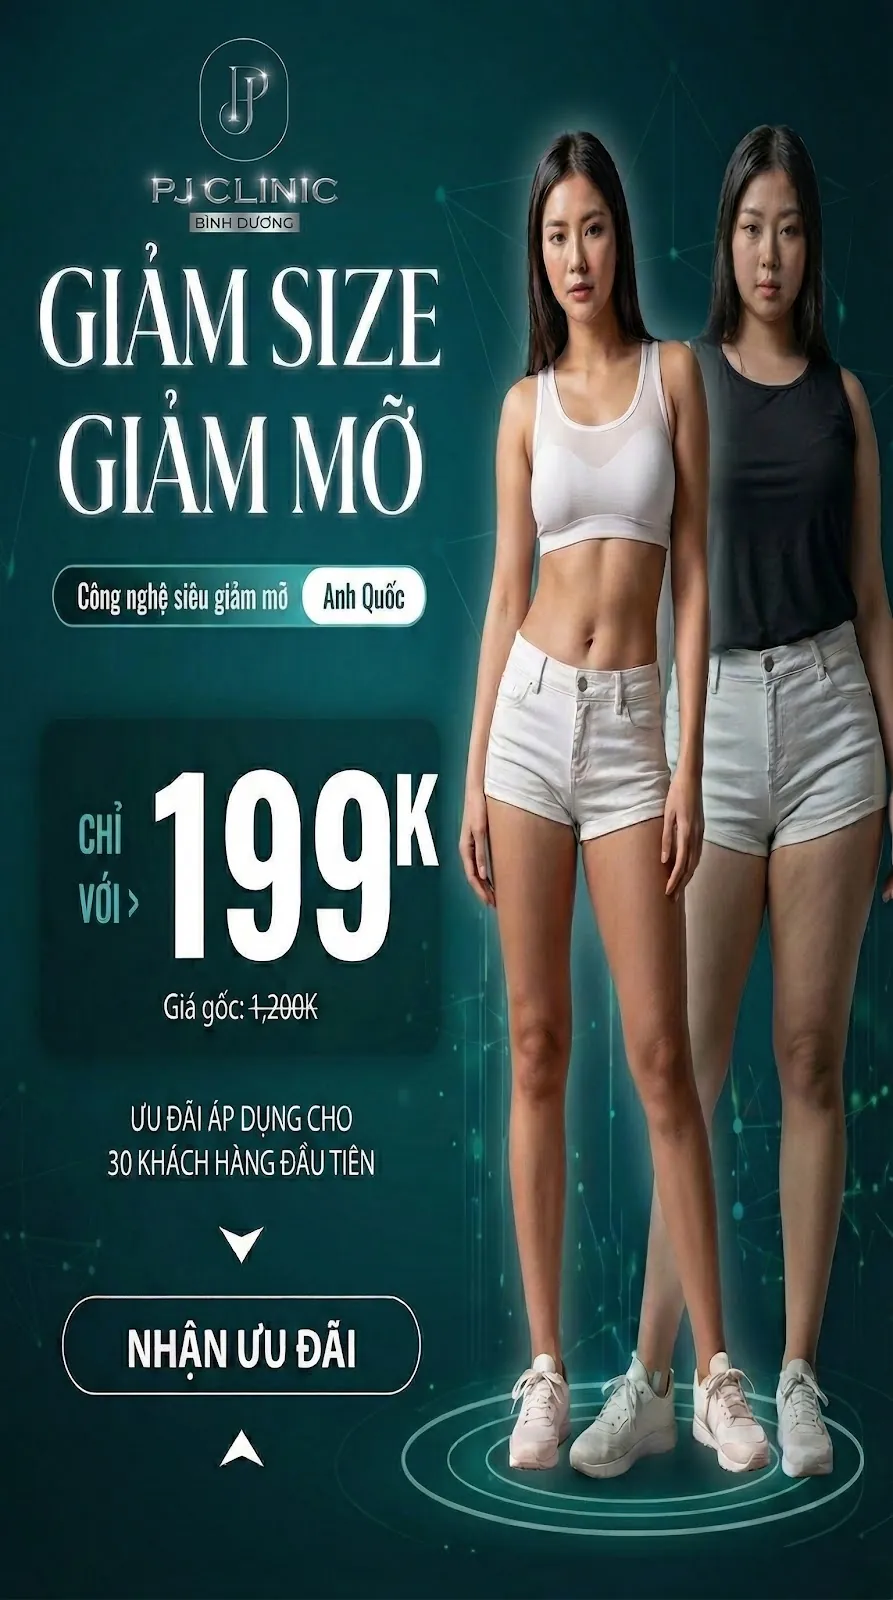 PJ CLINIC
BÌNH DƯƠNG
GIẢM SIZE
GIẢM MỠ
Công nghệ siêu giảm mỡ Anh Quốc
CHỈ
VỚI > 199K
Giá gốc: 1,200K
ƯU ĐÃI ÁP DỤNG CHO
30 KHÁCH HÀNG ĐẦU TIÊN
NHẬN ƯU ĐÃI